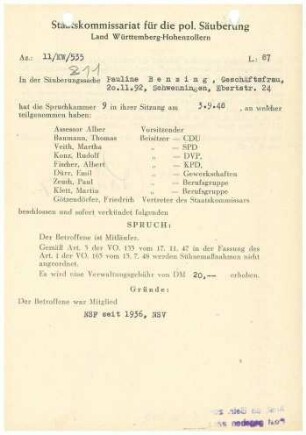 Staatskommissariat für die pol. Säuberung
Land Württemberg-Hohenzollern
Az.: 11/KW/535 L: 87
211
In der Säuberungssache Pauline Bensing, Geschäftsfrau,
20.11.92, Schwenningen, Ebertstr. 24
hat die Spruchkammer 9 in ihrer Sitzung am 3.9.48, an welcher
teilgenommen haben:
Assessor Alber Vorsitzender
Baumann, Thomas Beisitzer — CDU
Veith, Martha „ — SPD
Kunz, Rudolf „ — DVP,
Finker, Albert „ — KPD,
Dürr, Emil „ — Gewerkschaften
Zeuch, Paul „ — Berufsgruppe
Klett, Martin „ — Berufsgruppe
Götzendörfer, Friedrich Vertreter des Staatskommissars
beschlossen und sofort verkündet folgenden
SPRUCH:
Der Betroffene ist Mitläufer.
Gemäß Art. 3 der VO. 133 vom 17. 11. 47 in der Fassung des
Art. 1 der VO. 165 vom 13. 7. 48 werden Sühnemaßnahmen nicht
angeordnet.
Es wird eine Verwaltungsgebühr von DM 20,— erhoben.
Gründe:
Der Betroffene war Mitglied
NSF seit 1936, NSV